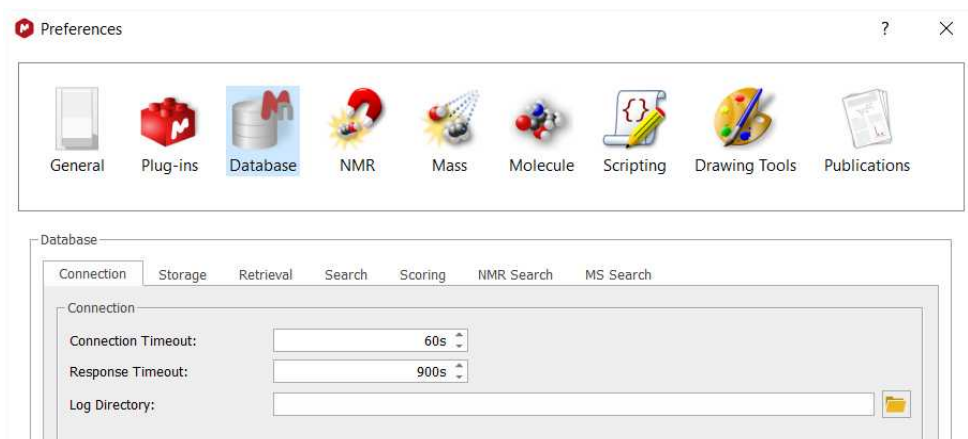 Preferences
?
General Plug-ins Database NMR Mass Molecule Scripting Drawing Tools Publications
Database
Connection Storage Retrieval Search Scoring NMR Search MS Search
Connection
Connection Timeout: 60s
Response Timeout: 900s
Log Directory: